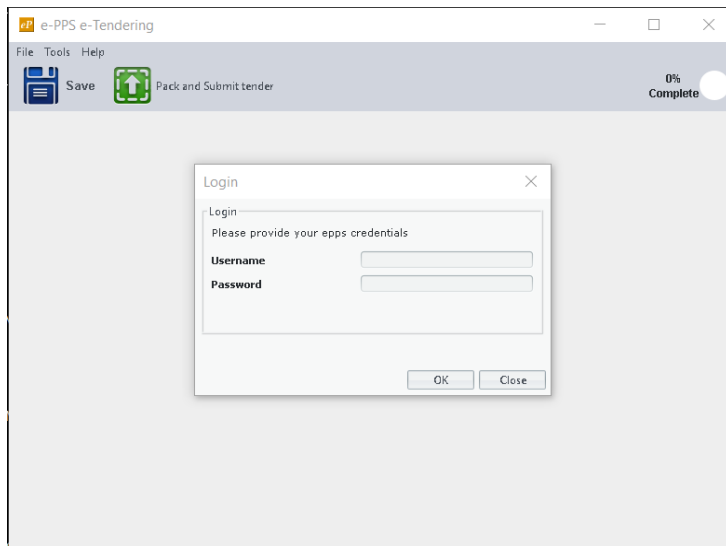 eP e-PPS e-Tendering
File Tools Help
Save Pack and Submit tender
0%
Complete
Login
Login
Please provide your epps credentials
Username
Password
OK Close